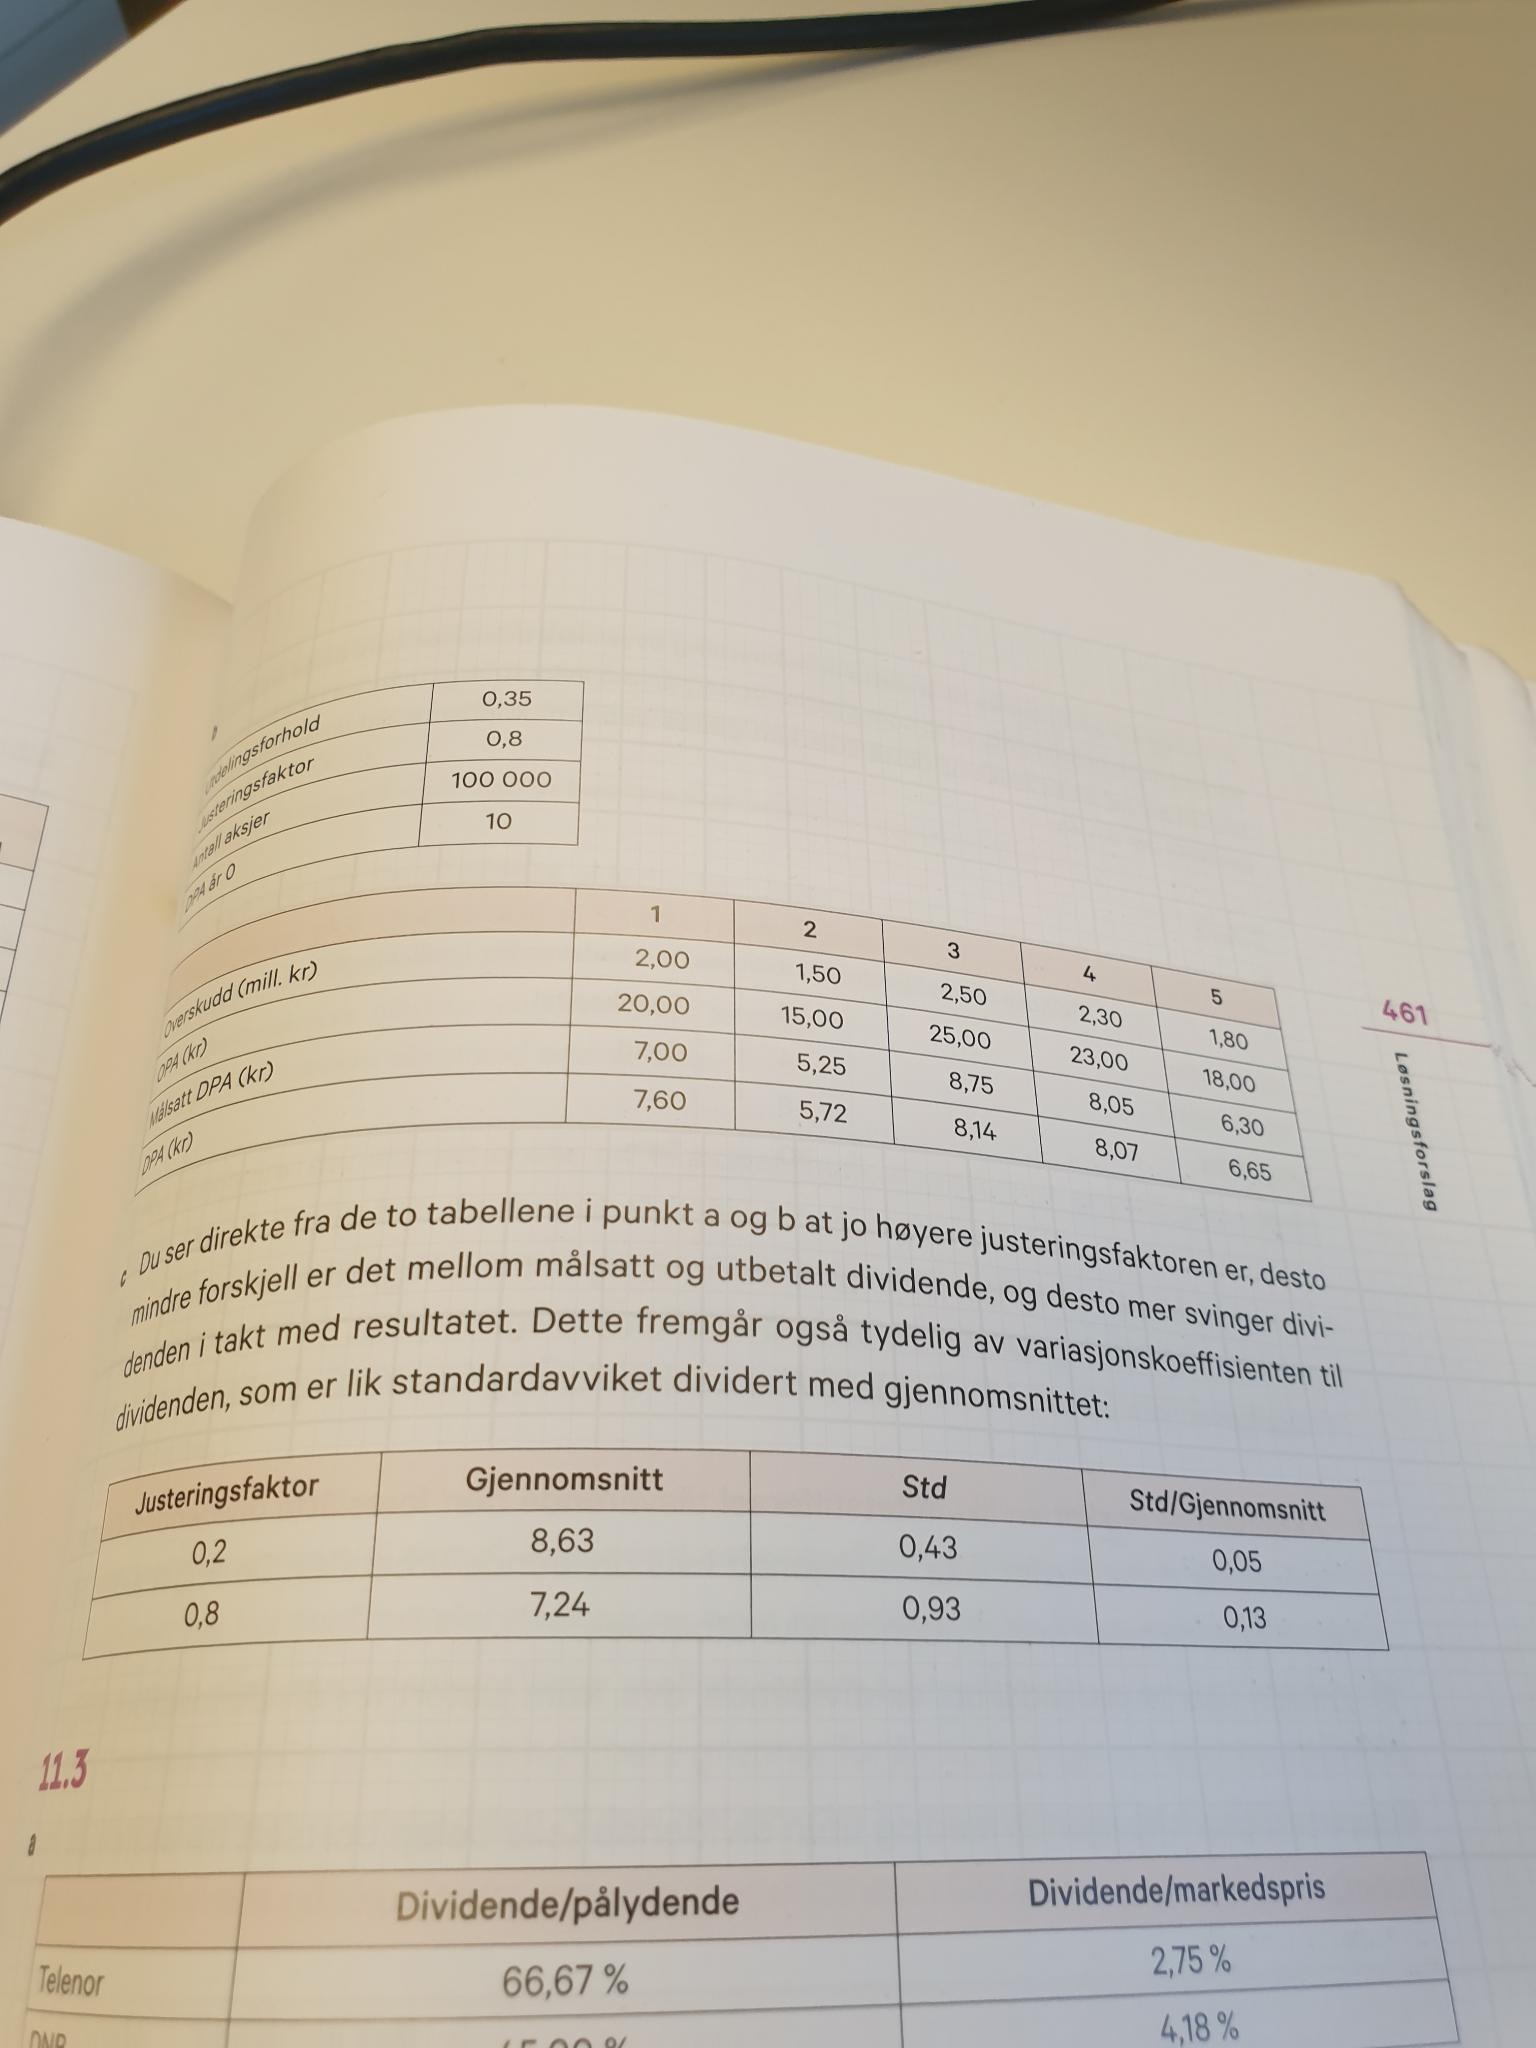 b
Utdelingsforhold 0,35
Justeringsfaktor 0,8
Antall aksjer 100 000
DPA år 0 10
1 2 3 4 5
Overskudd (mill. kr) 2,00 1,50 2,50 2,30 1,80
OPA (kr) 20,00 15,00 25,00 23,00 18,00
Målsatt DPA (kr) 7,00 5,25 8,75 8,05 6,30
DPA (kr) 7,60 5,72 8,14 8,07 6,65
461
Løsningsforslag
c Du ser direkte fra de to tabellene i punkt a og b at jo høyere justeringsfaktoren er, desto
mindre forskjell er det mellom målsatt og utbetalt dividende, og desto mer svinger divi-
denden i takt med resultatet. Dette fremgår også tydelig av variasjonskoeffisienten til
dividenden, som er lik standardavviket dividert med gjennomsnittet:
Justeringsfaktor Gjennomsnitt Std Std/Gjennomsnitt
0,2 8,63 0,43 0,05
0,8 7,24 0,93 0,13
11.3
a
Dividende/pålydende Dividende/markedspris
Telenor 66,67 % 2,75 %
DNB 4,18 %